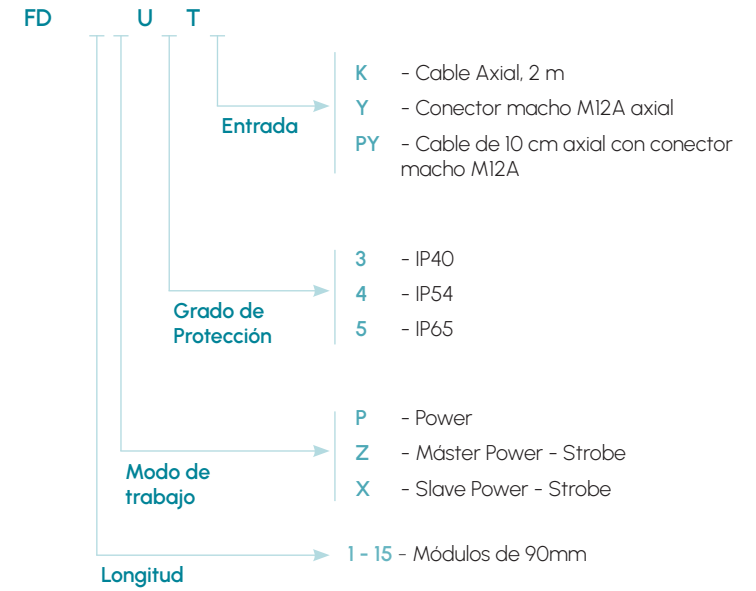 FD U T
K - Cable Axial, 2 m
Y - Conector macho M12A axial
Entrada
PY - Cable de 10 cm axial con conector
macho M12A
3 - IP40
4 - IP54
Grado de
Protección
5 - IP65
P - Power
Z - Máster Power - Strobe
Modo de
trabajo
X - Slave Power - Strobe
1 - 15 - Módulos de 90mm
Longitud